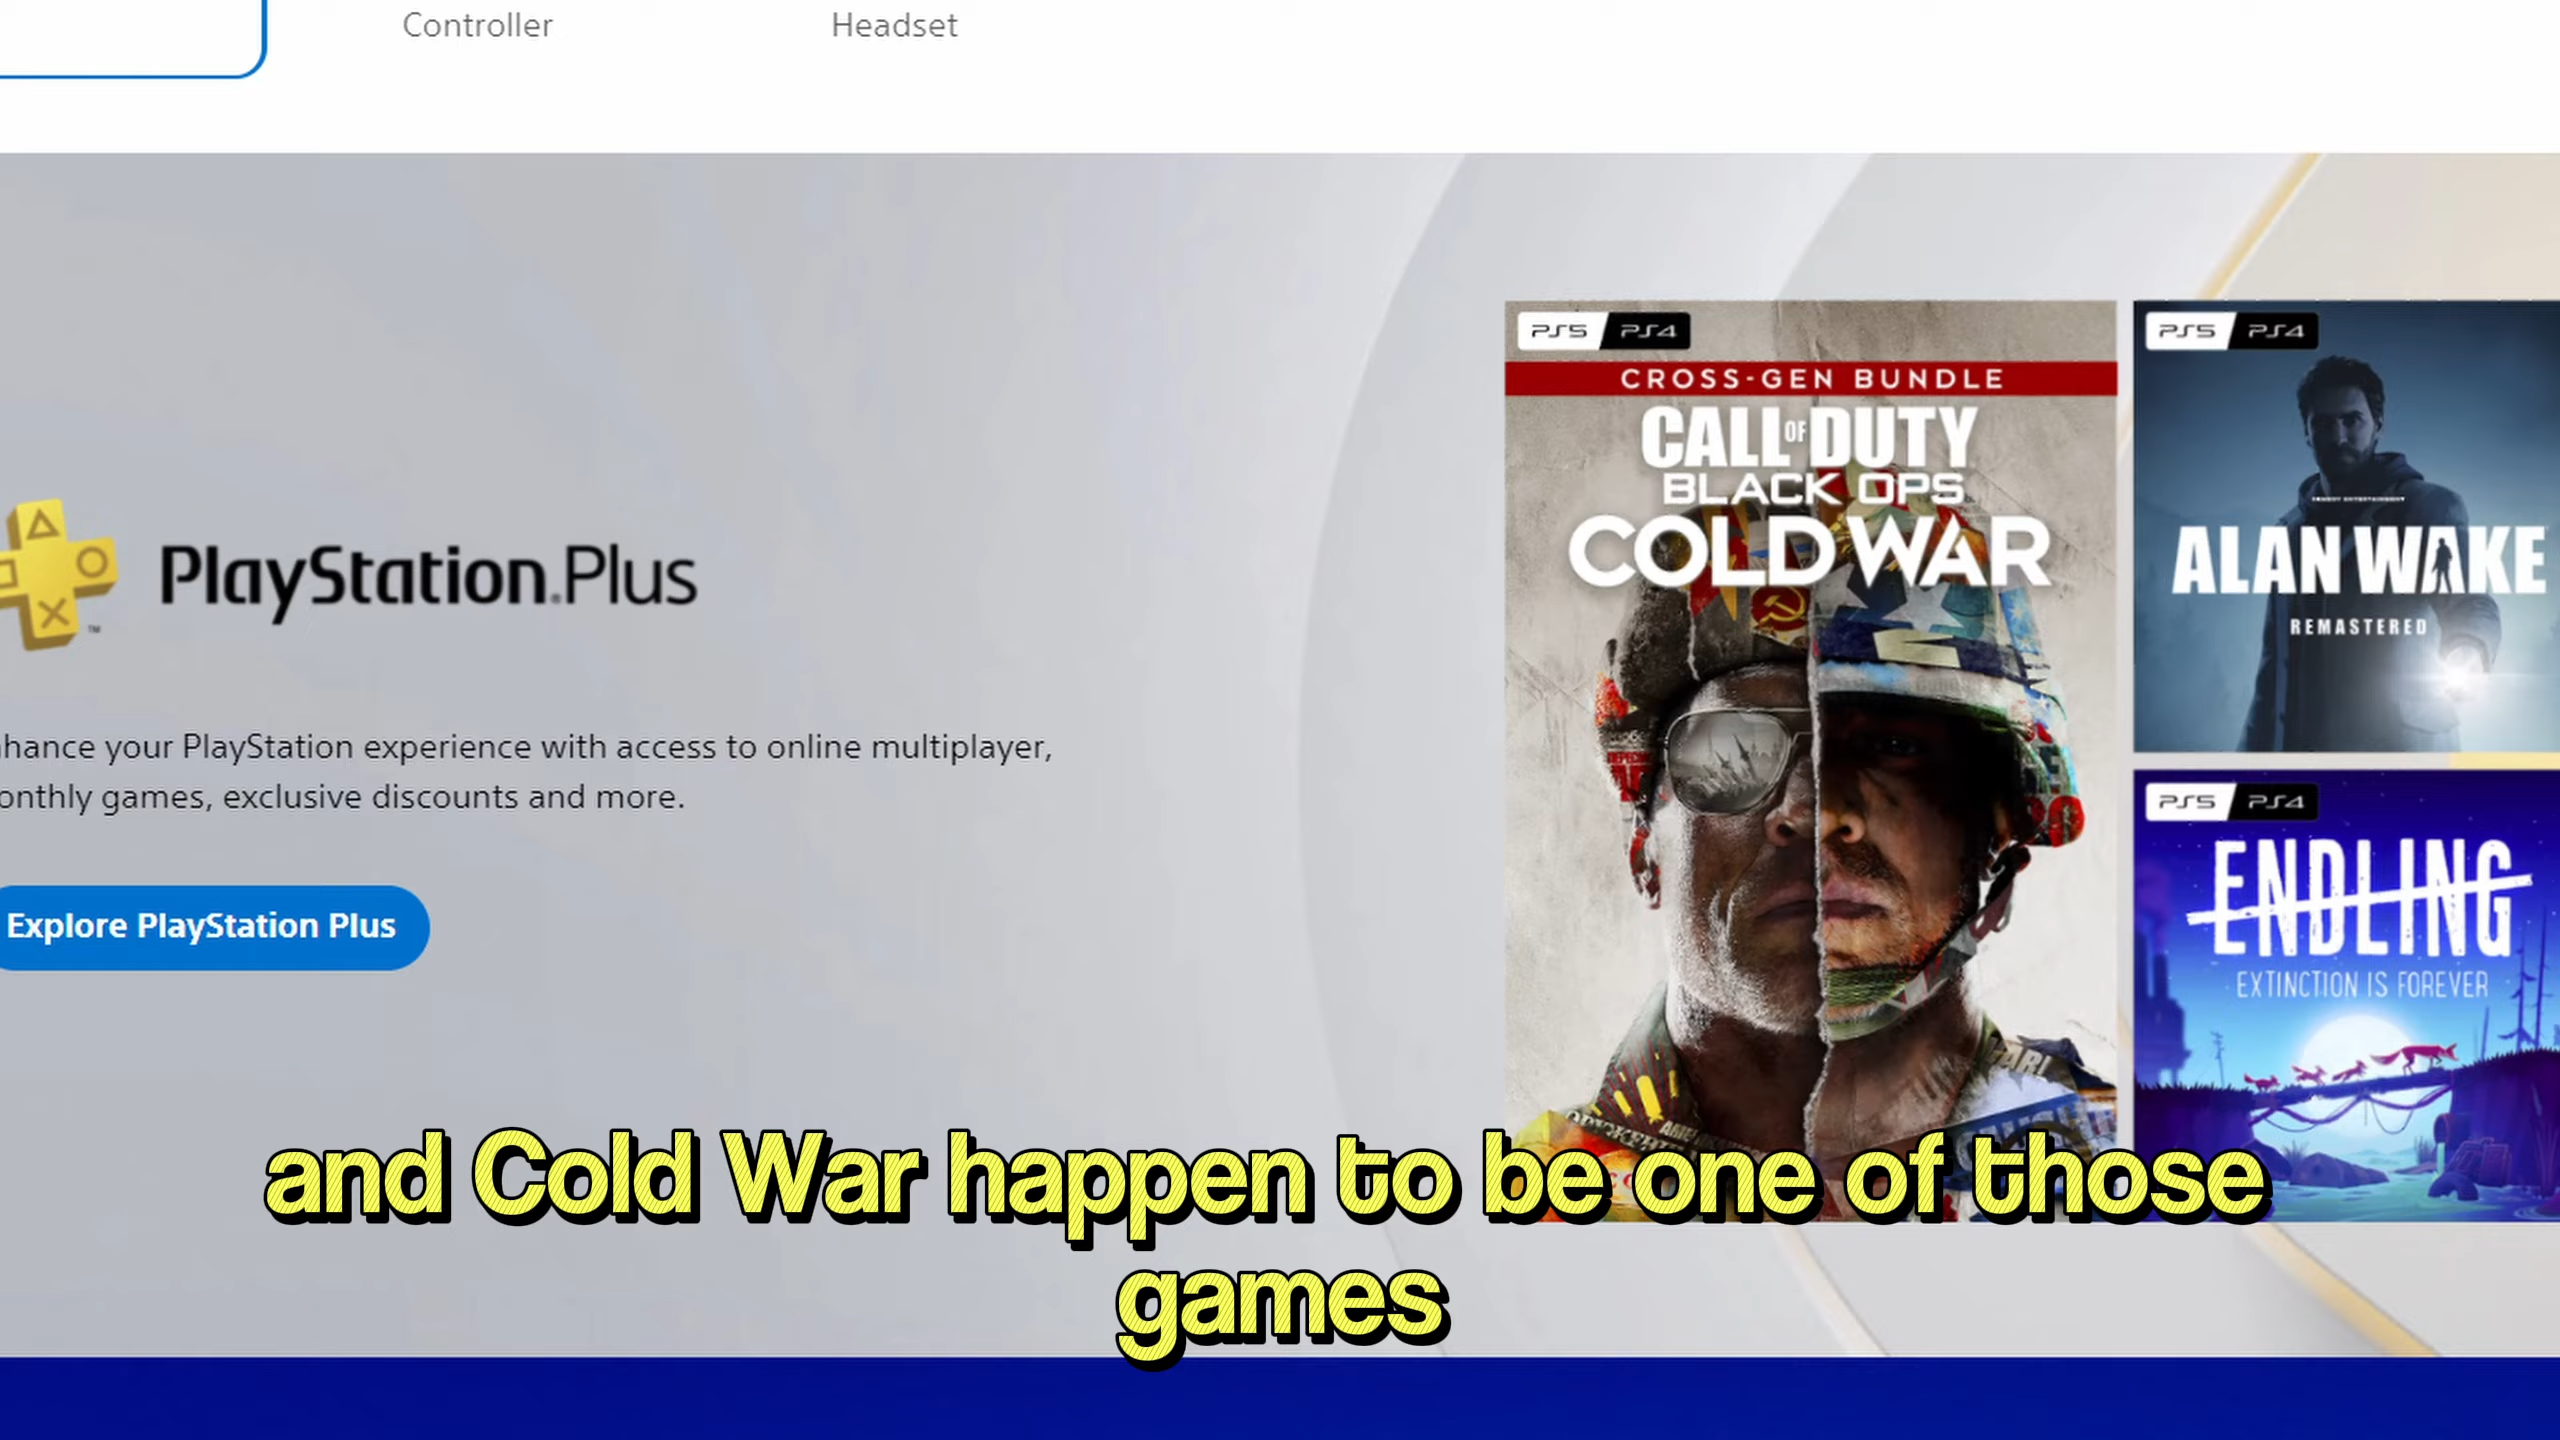 Controller
Headset
PS5 PS4
CROSS-GEN BUNDLE
CALL OF DUTY
BLACK OPS
COLD WAR
PS5 PS4
ALAN WAKE
REMASTERED
PlayStation.Plus
™
nhance your PlayStation experience with access to online multiplayer,
onthly games, exclusive discounts and more.
Explore PlayStation Plus
PS5 PS4
ENDLING
EXTINCTION IS FOREVER
and Cold War happen to be one of those
games